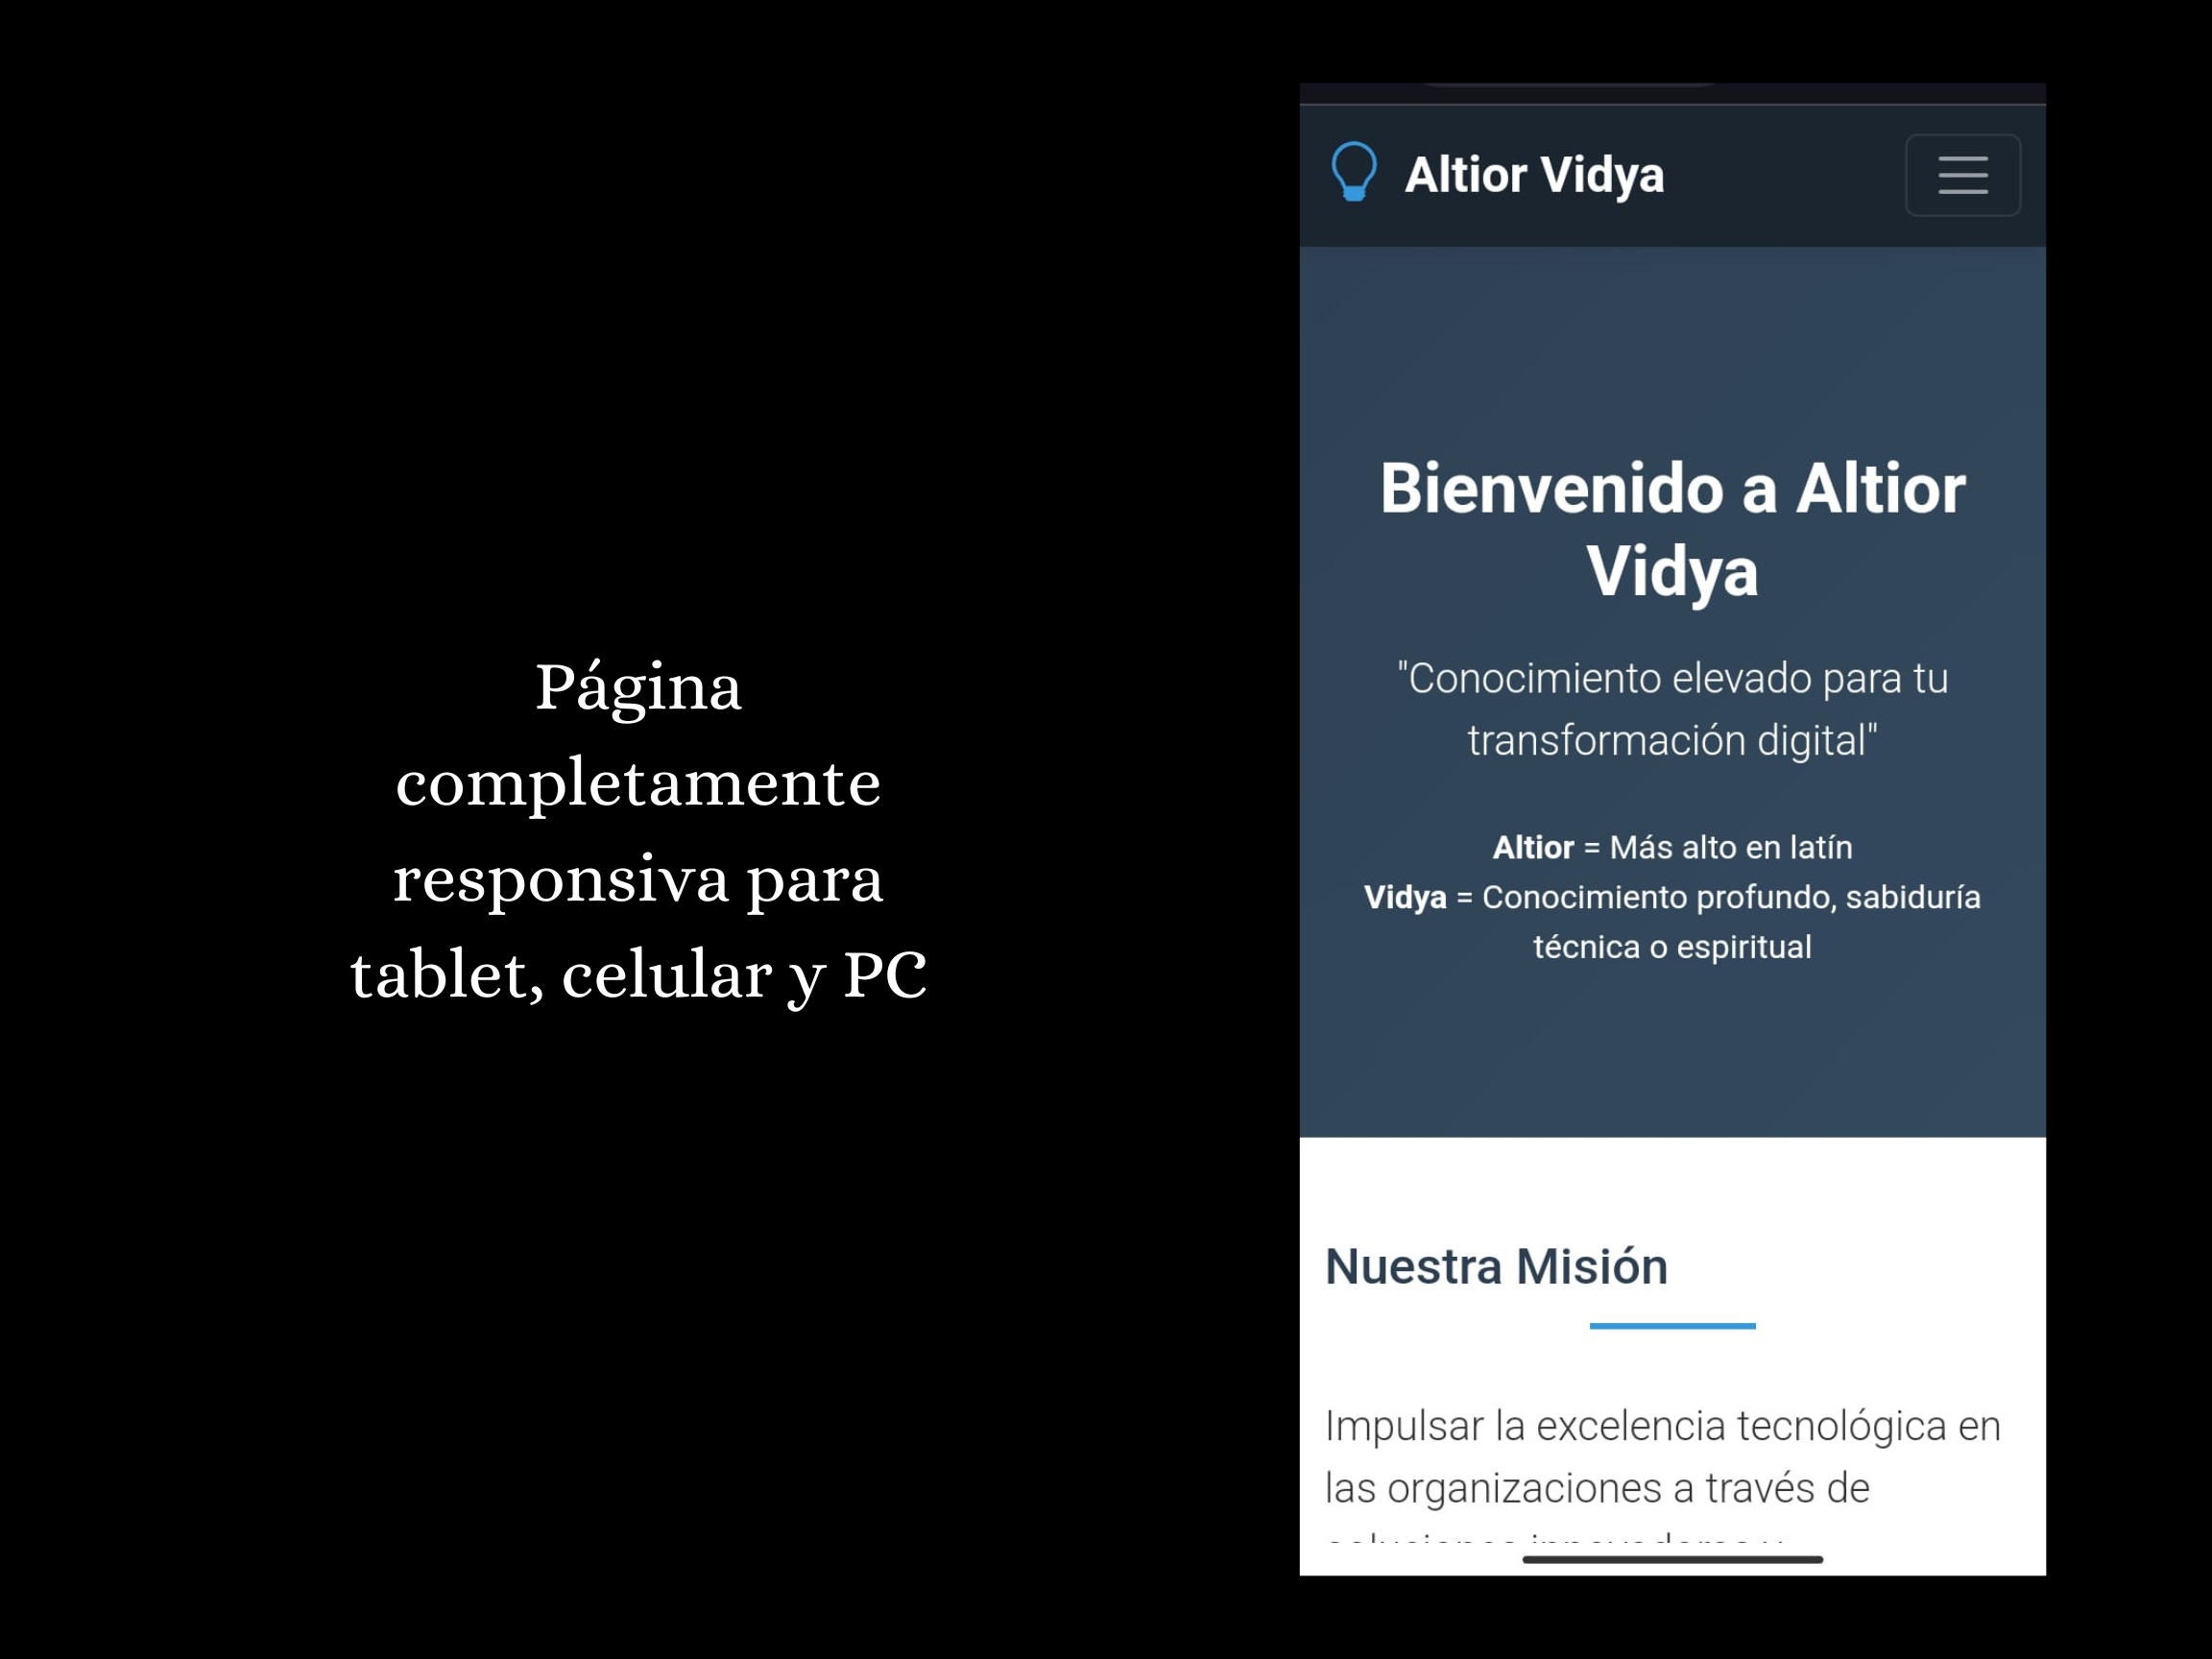 Página
completamente
responsiva para
tablet, celular y PC
Altior Vidya
Bienvenido a Altior
Vidya
"Conocimiento elevado para tu
transformación digital"
Altior = Más alto en latín
Vidya = Conocimiento profundo, sabiduría
técnica o espiritual
Nuestra Misión
Impulsar la excelencia tecnológica en
las organizaciones a través de
soluciones innovadoras y